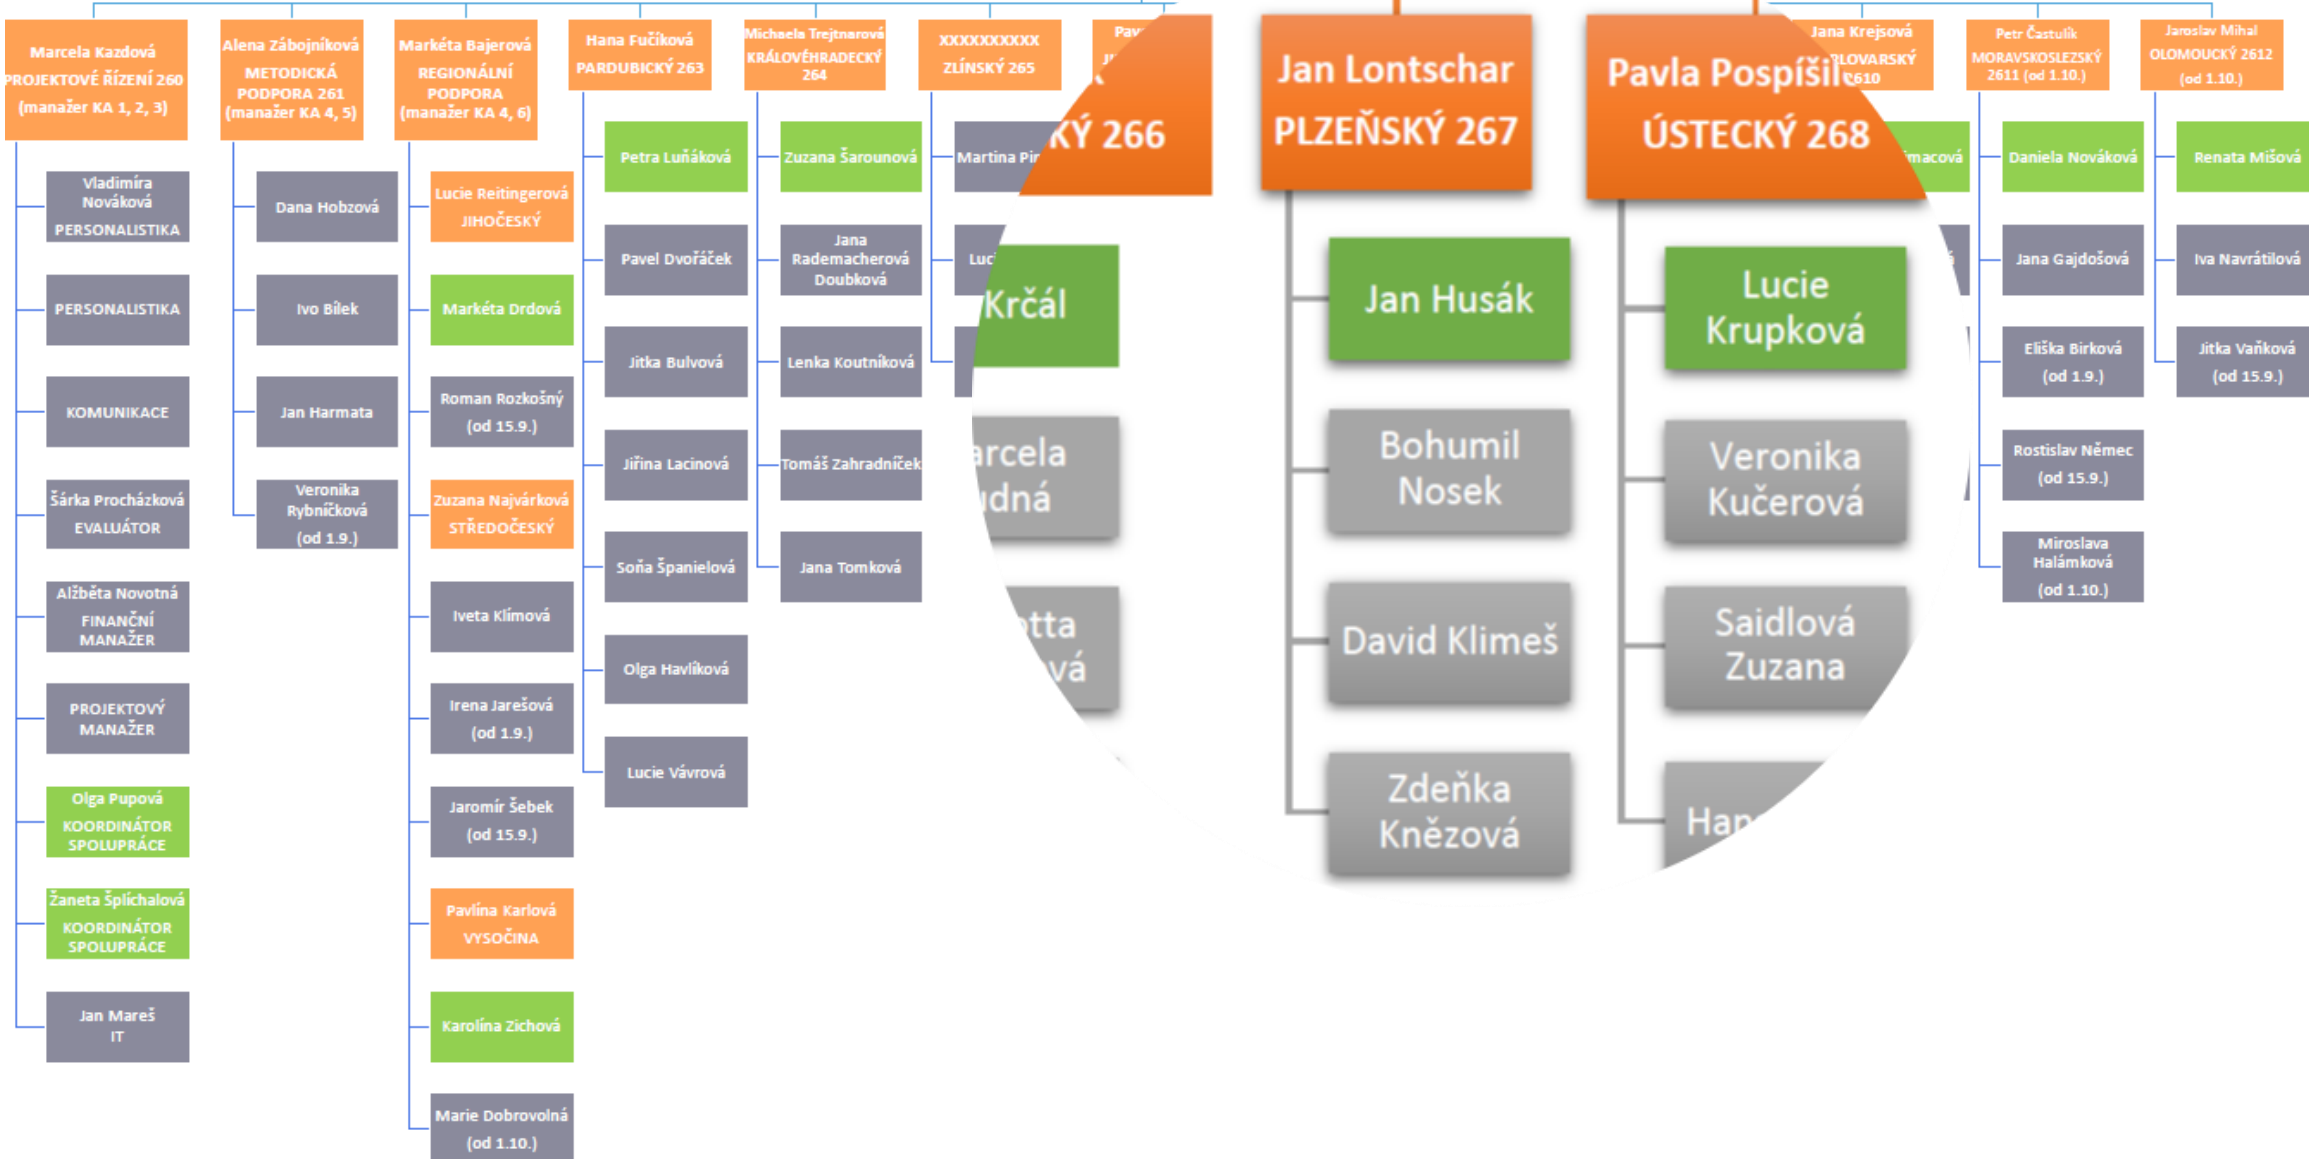 Marcela Kazdová
PROJEKTOVÉ ŘÍZENÍ 260
(manažer KA 1, 2, 3)
Vladimíra
Nováková
PERSONALISTIKA
PERSONALISTIKA
KOMUNIKACE
Šárka Procházková
EVALUÁTOR
Alžběta Novotná
FINANČNÍ
MANAŽER
PROJEKTOVÝ
MANAŽER
Olga Pupová
KOORDINÁTOR
SPOLUPRÁCE
Žaneta Šplíchalová
KOORDINÁTOR
SPOLUPRÁCE
Jan Mareš
IT
Alena Zábojníková
METODICKÁ
PODPORA 261
(manažer KA 4, 5)
Dana Hobzová
Ivo Bílek
Jan Harmata
Veronika
Rybníčková
(od 1.9.)
Markéta Bajerová
REGIONÁLNÍ
PODPORA
(manažer KA 4, 6)
Lucie Reitingerová
JIHOČESKÝ
Markéta Drdová
Roman Rozkošný
(od 15.9.)
Zuzana Najvárková
STŘEDOČESKÝ
Iveta Klímová
Irena Jarešová
(od 1.9.)
Jaromír Šebek
(od 15.9.)
Pavlína Karlová
VYSOČINA
Karolína Zichová
Marie Dobrovolná
(od 1.10.)
Hana Fučíková
PARDUBICKÝ 263
Petra Luňáková
Pavel Dvořáček
Jitka Bulvová
Jiřina Lacinová
Soňa Španielová
Olga Havlíková
Lucie Vávrová
Michaela Trejtnarová
KRÁLOVÉHRADECKÝ
264
Zuzana Šarounová
Jana
Rademacherová
Doubková
Lenka Koutníková
Tomáš Zahradníček
Jana Tomková
XXXXXXXXXX
ZLÍNSKÝ 265
Martina
266
Krčál
Jan Lontschar
PLZEŇSKÝ 267
Jan Husák
Bohumil
Nosek
David Klimeš
Zdeňka
Knězová
Pavla
ÚSTECKÝ 268
Lucie
Krupková
Veronika
Kučerová
Saidlová
Zuzana
Jana Krejsová
Petr Častulík
MORAVSKOSLEZSKÝ
2611 (od 1.10.)
Daniela Nováková
Jana Gajdošová
Eliška Birková
(od 1.9.)
Rostislav Němec
(od 15.9.)
Miroslava
Halámková
(od 1.10.)
Jaroslav Mihal
OLOMOUCKÝ 2612
(od 1.10.)
Renata Mišová
Iva Navrátilová
Jitka Vaňková
(od 15.9.)